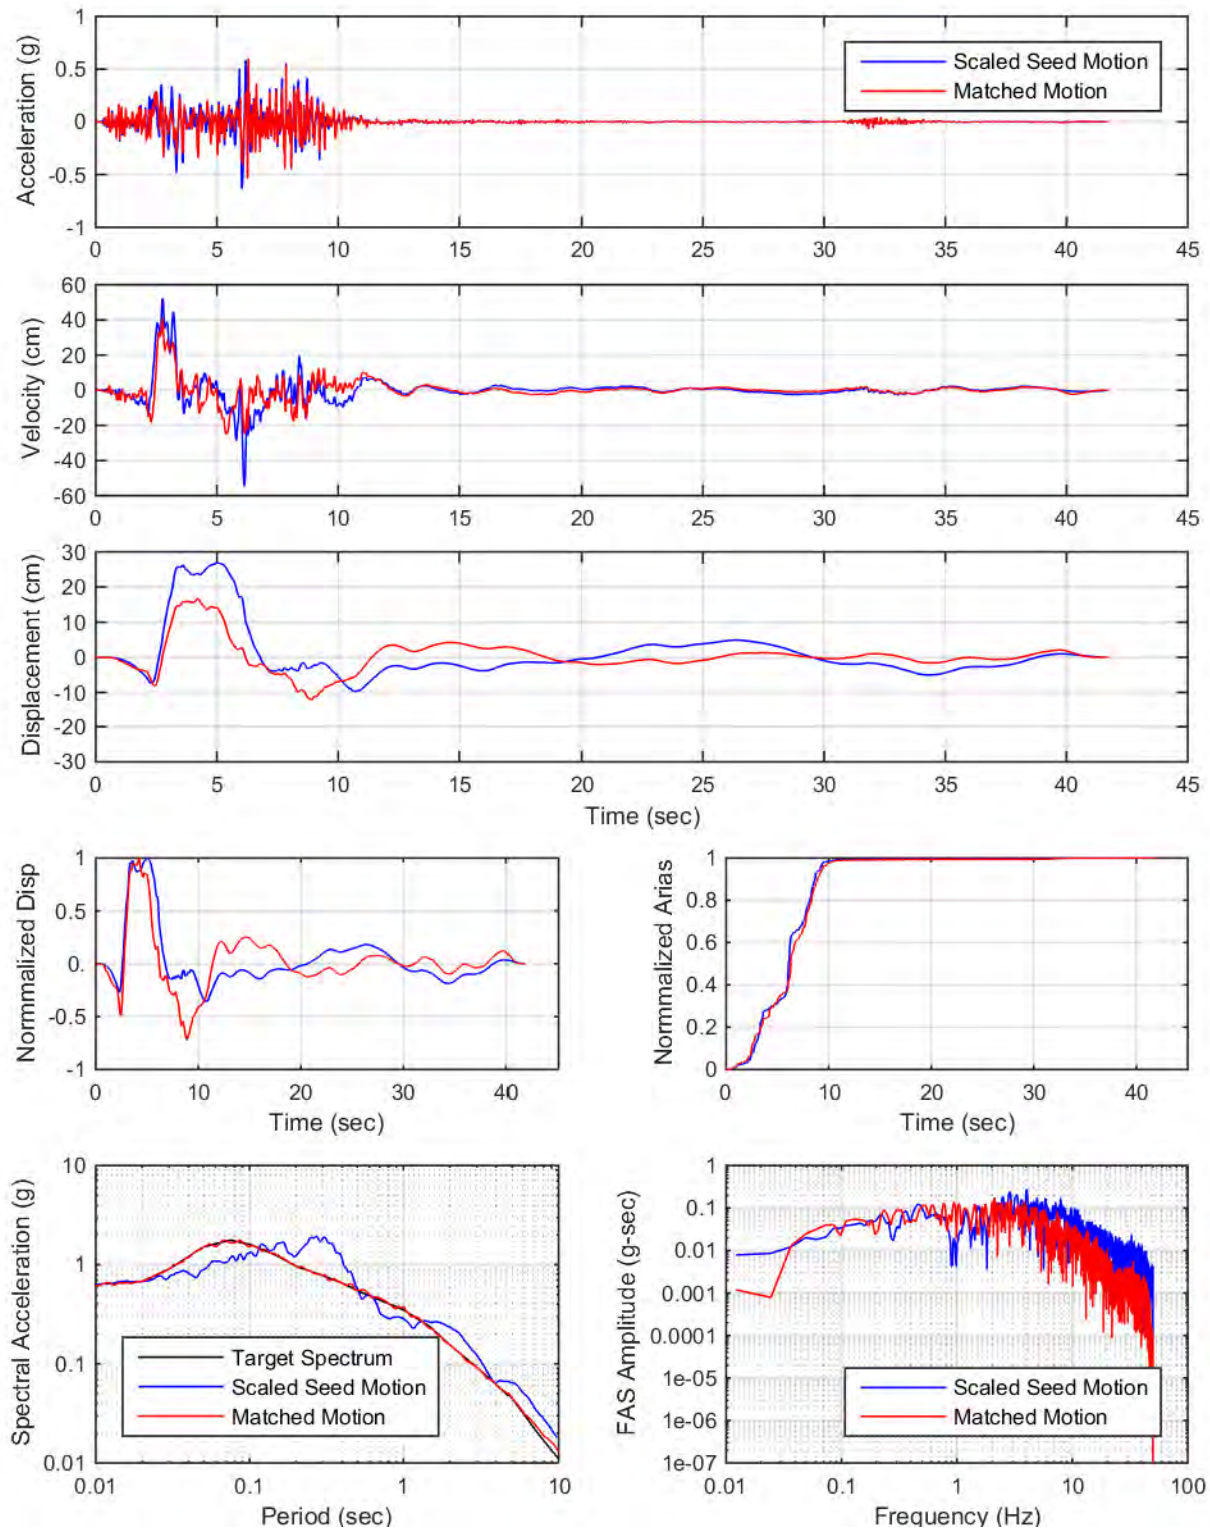 1
0.5
0
-0.5
-1
Acceleration (g)
Scaled Seed Motion
Matched Motion
0 5 10 15 20 25 30 35 40 45
60
40
20
0
-20
-40
-60
Velocity (cm)
0 5 10 15 20 25 30 35 40 45
30
20
10
0
-10
-20
-30
Displacement (cm)
0 5 10 15 20 25 30 35 40 45
Time (sec)
1
0.5
0
-0.5
-1
Normmalized Disp
0 10 20 30 40
Time (sec)
1
0.8
0.6
0.4
0.2
0
Normmalized Arias
0 10 20 30 40
Time (sec)
10
1
0.1
0.01
Spectral Acceleration (g)
Target Spectrum
Scaled Seed Motion
Matched Motion
0.01 0.1 1 10
Period (sec)
1
0.1
0.01
0.001
0.0001
1e-05
1e-06
1e-07
FAS Amplitude (g-sec)
Scaled Seed Motion
Matched Motion
0.01 0.1 1 10 100
Frequency (Hz)